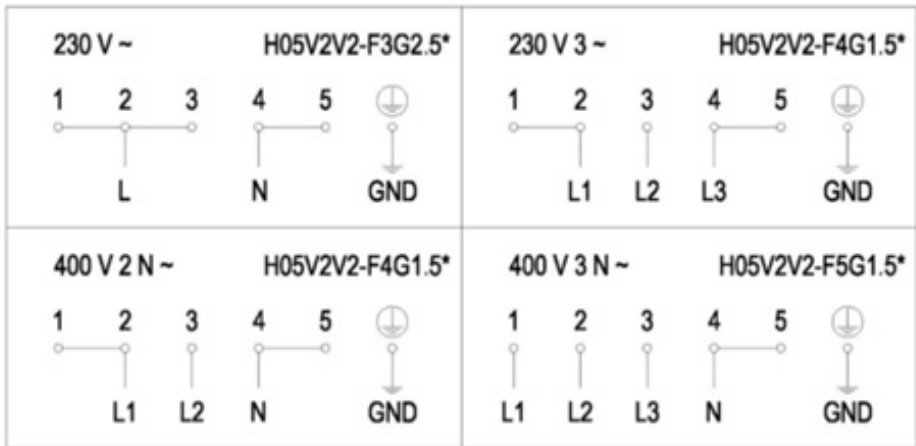 230 V ~ H05V2V2-F3G2.5*
1 2 3 4 5
L N GND
230 V 3 ~ H05V2V2-F4G1.5*
1 2 3 4 5
L1 L2 L3 GND
400 V 2 N ~ H05V2V2-F4G1.5*
1 2 3 4 5
L1 L2 N GND
400 V 3 N ~ H05V2V2-F5G1.5*
1 2 3 4 5
L1 L2 L3 N GND